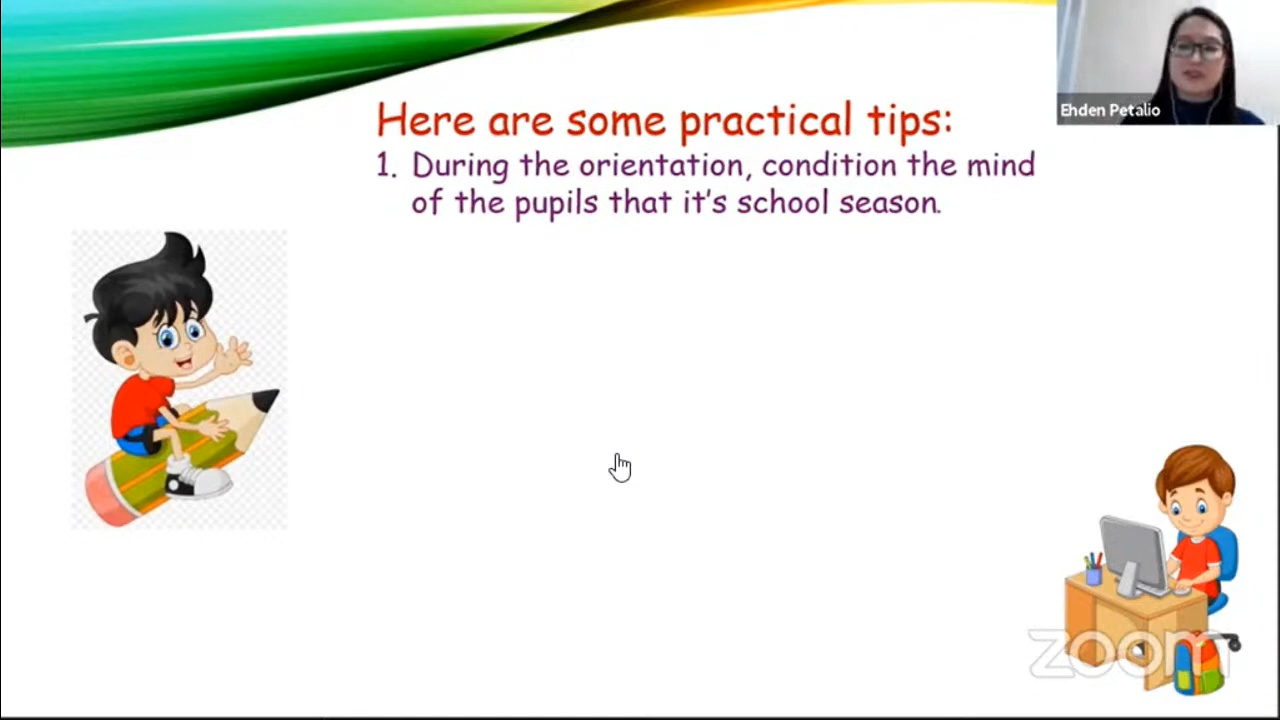 Ehden Petalio
Here are some practical tips:
1. During the orientation, condition the mind
of the pupils that it's school season.
zoom